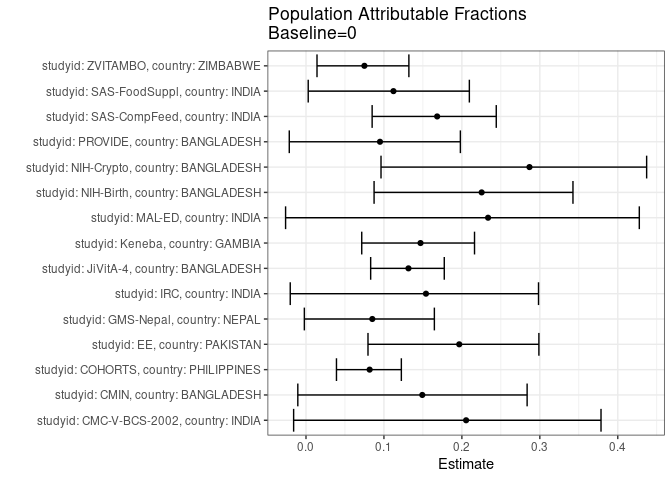 Population Attributable Fractions
Baseline=0
studyid: ZVITAMBO, country: ZIMBABWE
studyid: SAS-FoodSuppl, country: INDIA
studyid: SAS-CompFeed, country: INDIA
studyid: PROVIDE, country: BANGLADESH
studyid: NIH-Crypto, country: BANGLADESH
studyid: NIH-Birth, country: BANGLADESH
studyid: MAL-ED, country: INDIA
studyid: Keneba, country: GAMBIA
studyid: JiVitA-4, country: BANGLADESH
studyid: IRC, country: INDIA
studyid: GMS-Nepal, country: NEPAL
studyid: EE, country: PAKISTAN
studyid: COHORTS, country: PHILIPPINES
studyid: CMIN, country: BANGLADESH
studyid: CMC-V-BCS-2002, country: INDIA
0.0 0.1 0.2 0.3 0.4
Estimate